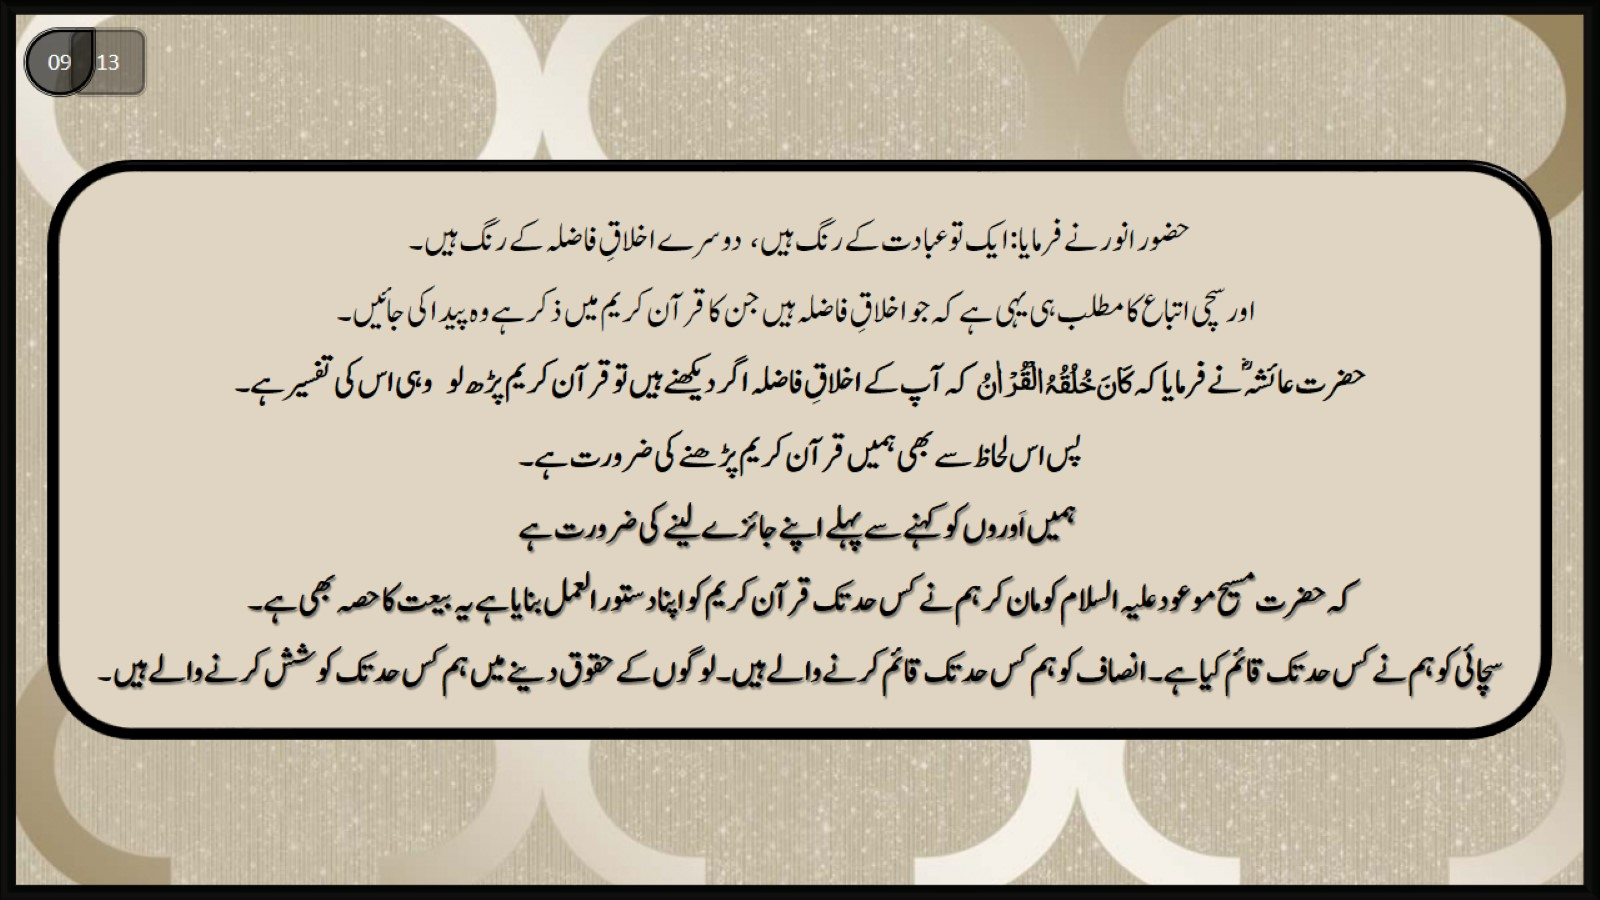 09 13
حضور انور نے فرمایا: ایک تو عبادت کے رنگ ہیں، دوسرے اخلاقِ فاضلہ کے رنگ ہیں۔
اور سچی اتباع کا مطلب ہی یہی ہے کہ جو اخلاقِ فاضلہ ہیں جن کا قرآن کریم میں ذکر ہے وہ پیدا کی جائیں۔
حضرت عائشہؓ نے فرمایا کہ کَانَ خُلُقُہُ الْقُرْاٰنُ کہ آپ کے اخلاقِ فاضلہ اگر دیکھنے ہیں تو قرآن کریم پڑھ لو وہی اس کی تفسیر ہے۔
پس اس لحاظ سے بھی ہمیں قرآن کریم پڑھنے کی ضرورت ہے۔
ہمیں اَوروں کو کہنے سے پہلے اپنے جائزے لینے کی ضرورت ہے
کہ حضرت مسیح موعود علیہ السلام کو مان کر ہم نے کس حد تک قرآن کریم کو اپنا دستور العمل بنایا ہے یہ بیعت کا حصہ بھی ہے۔
سچائی کو ہم نے کس حد تک قائم کیا ہے۔ انصاف کو ہم کس حد تک قائم کرنے والے ہیں۔ لوگوں کے حقوق دینے میں ہم کس حد تک کوشش کرنے والے ہیں۔